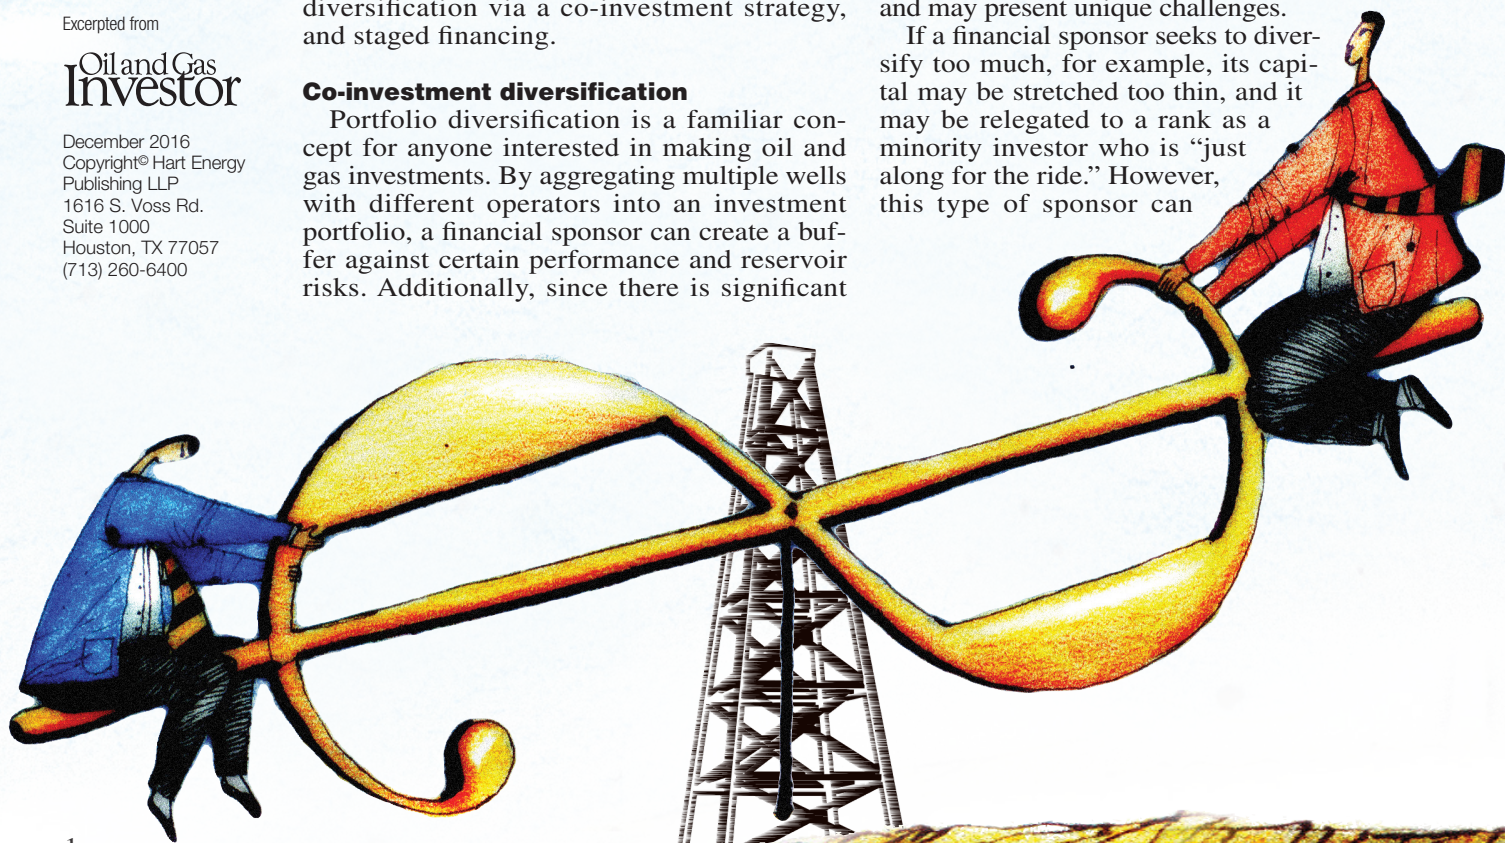 Excerpted from
Oil and Gas
Investor
December 2016
Copyright© Hart Energy
Publishing LLP
1616 S. Voss Rd.
Suite 1000
Houston, TX 77057
(713) 260-6400
diversification via a co-investment strategy,
and staged financing.
Co-investment diversification
Portfolio diversification is a familiar con-
cept for anyone interested in making oil and
gas investments. By aggregating multiple wells
with different operators into an investment
portfolio, a financial sponsor can create a buf-
fer against certain performance and reservoir
risks. Additionally, since there is significant
and may present unique challenges.
If a financial sponsor seeks to diver-
sify too much, for example, its capi-
tal may be stretched too thin, and it
may be relegated to a rank as a
minority investor who is “just
along for the ride.” However,
this type of sponsor can